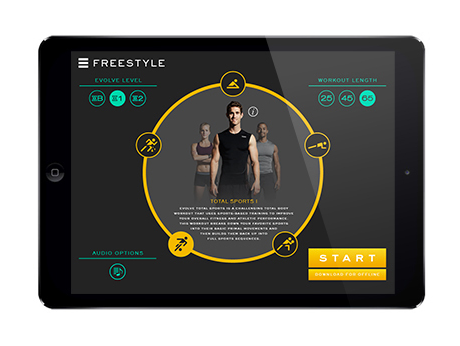 FREESTYLE
EVOLVE LEVEL
WORKOUT LENGTH
ΞB Ξ1 Ξ2
25 45 65
i
TOTAL SPORTS 1
EVOLVE TOTAL SPORTS IS A CHALLENGING TOTAL BODY
WORKOUT THAT USES SPORTS-BASED TRAINING TO IMPROVE
YOUR OVERALL FITNESS AND ATHLETIC PERFORMANCE.
THIS WORKOUT BREAKS DOWN YOUR FAVORITE SPORTS
INTO THEIR BASIC PRIMAL MOVEMENTS AND
THEN BUILDS THEM BACK UP INTO
FULL SPORTS SEQUENCES.
AUDIO OPTIONS
START
DOWNLOAD FOR OFFLINE